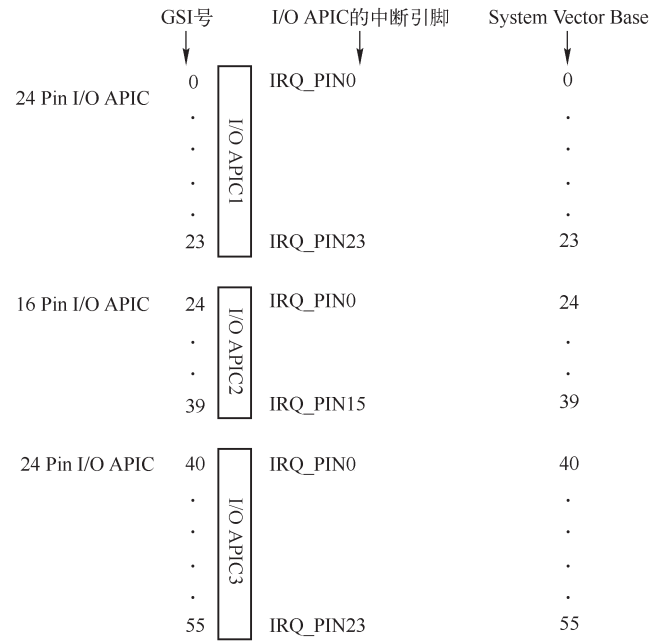 GSI号 I/O APIC的中断引脚 System Vector Base
0 IRQ_PIN0 0
24 Pin I/O APIC
I/O APIC1
23 IRQ_PIN23 23
16 Pin I/O APIC 24 IRQ_PIN0 24
I/O APIC2
39 IRQ_PIN15 39
24 Pin I/O APIC 40 IRQ_PIN0 40
I/O APIC3
55 IRQ_PIN23 55